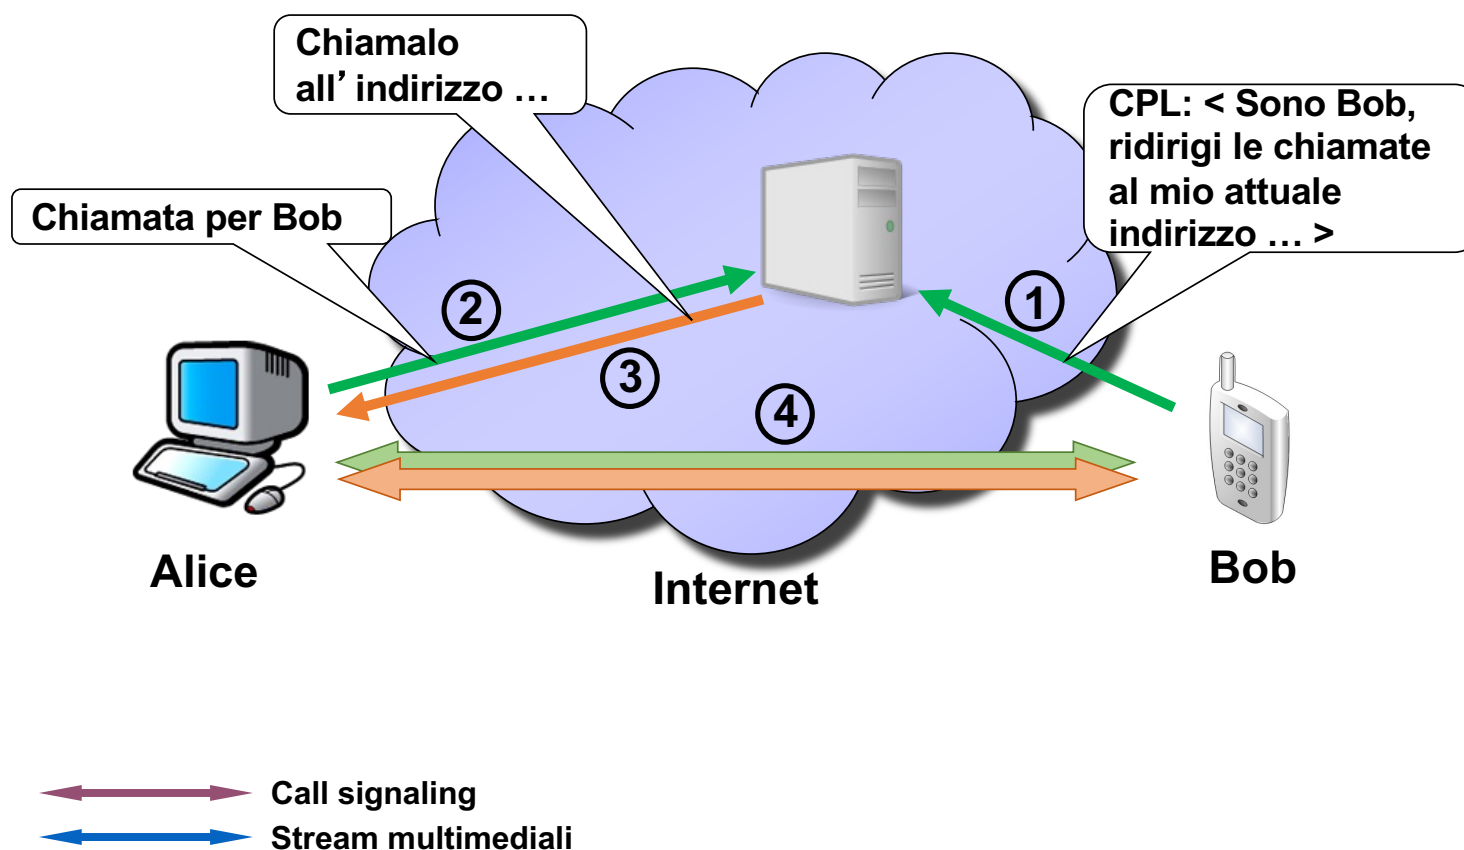 Chiamalo
all’ indirizzo …
CPL: < Sono Bob,
ridirigi le chiamate
al mio attuale
indirizzo … >
Chiamata per Bob
2
1
3
4
Alice
Internet
Bob
Call signaling
Stream multimediali